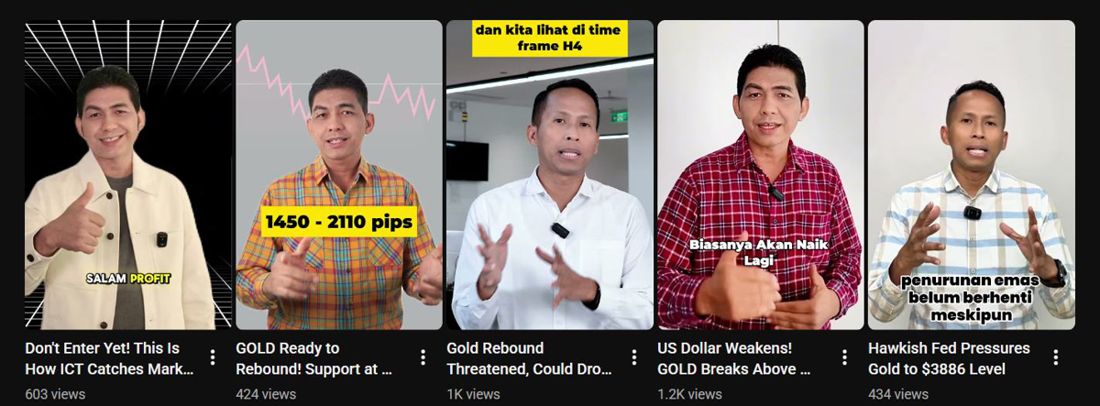 SALAM PROFIT
1450 - 2110 pips
dan kita lihat di time
frame H4
Biasanya Akan Naik
Lagi
penurunan emas
belum berhenti
meskipun
Don't Enter Yet! This Is
How ICT Catches Mark...
603 views
GOLD Ready to
Rebound! Support at ...
424 views
Gold Rebound
Threatened, Could Dro...
1K views
US Dollar Weakens!
GOLD Breaks Above ...
1.2K views
Hawkish Fed Pressures
Gold to $3886 Level
434 views